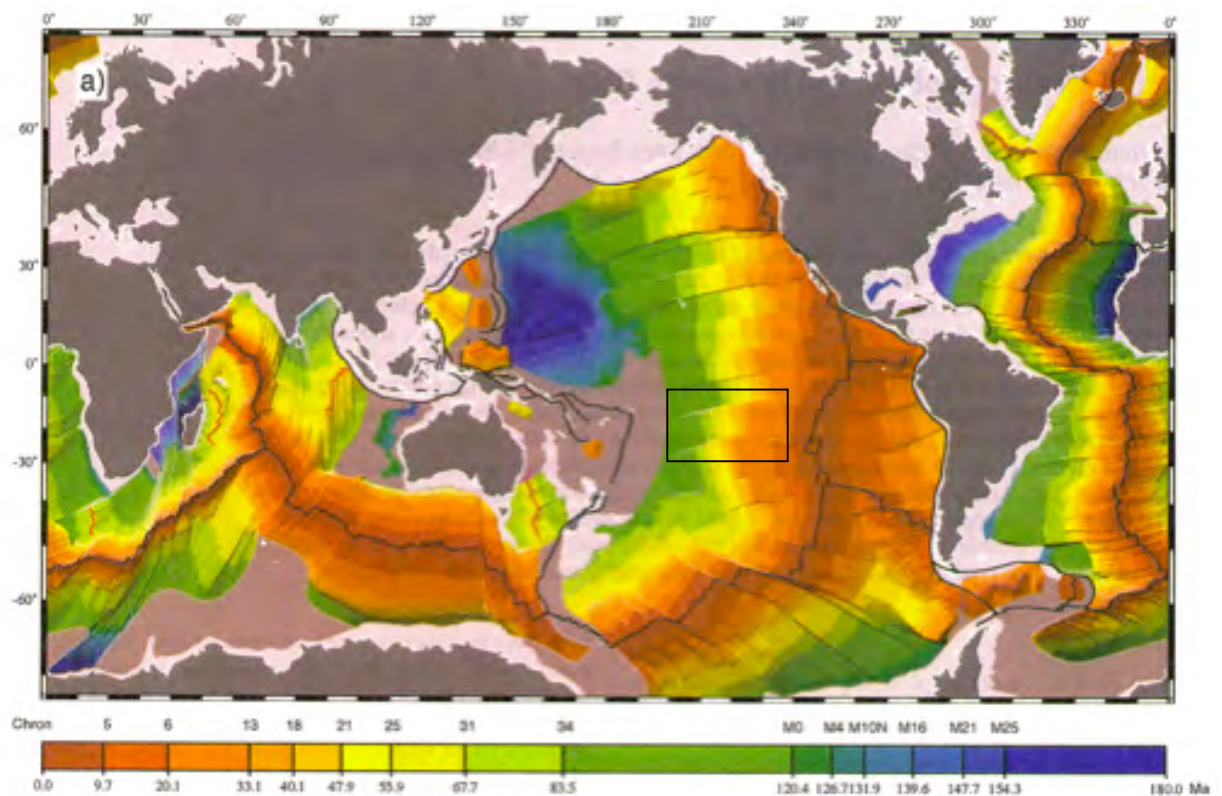 0° 30° 60° 90° 120° 150° 180° 210° 240° 270° 300° 330° 0°
a)
60°
30°
0°
-30°
-60°
Chron 5 6 13 18 21 25 31 34 M0 M4 M10N M16 M21 M25
0.0 9.7 20.1 33.1 40.1 47.9 55.9 67.7 83.5 120.4 126.7 131.9 139.6 147.7 154.3 180.0 Ma